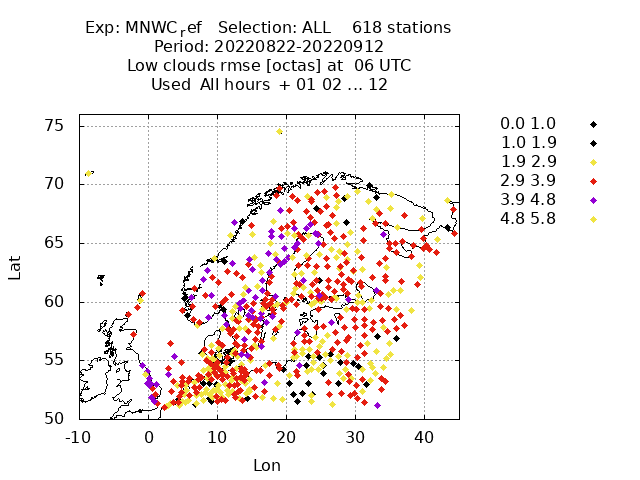 Exp: MNWC_ref   Selection: ALL    618 stations
Period: 20220822-20220912
Low clouds rmse [octas] at  06 UTC
Used  All hours  + 01 02 ... 12
0.0 1.0
1.0 1.9
1.9 2.9
2.9 3.9
3.9 4.8
4.8 5.8
75
70
65
60
55
50
Lat
-10 0 10 20 30 40
Lon